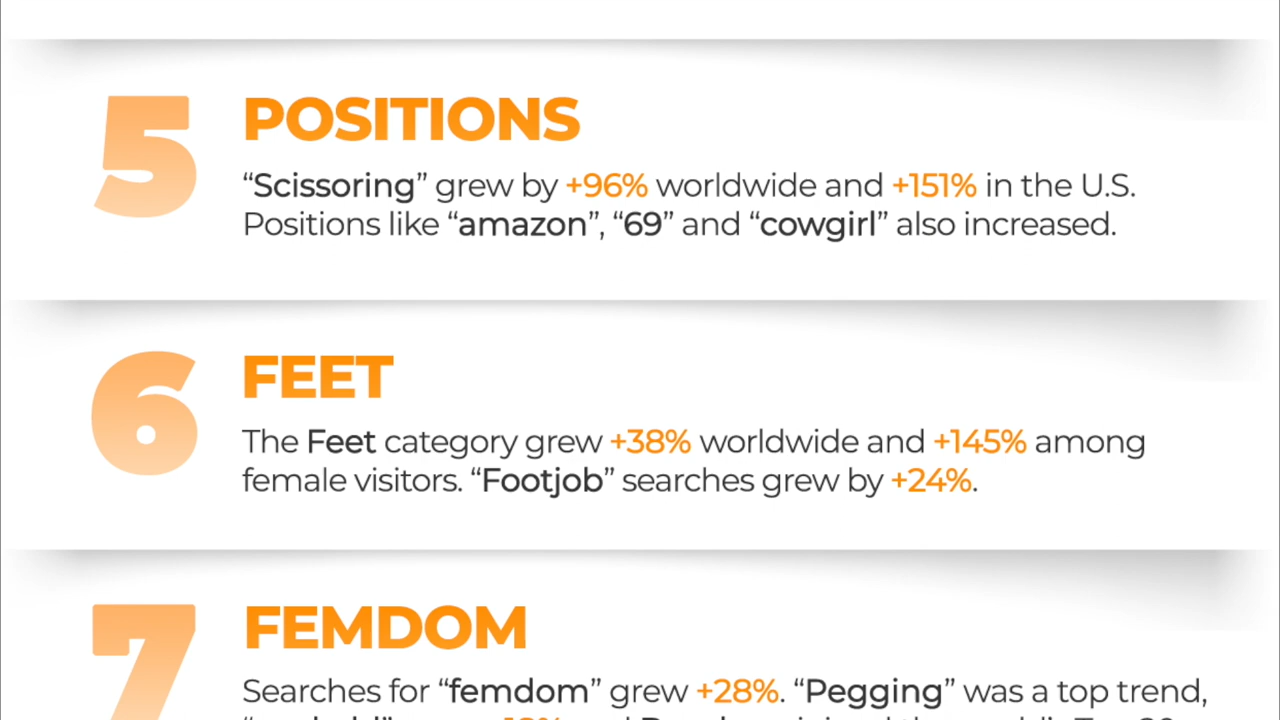 5
POSITIONS
“Scissoring” grew by +96% worldwide and +151% in the U.S.
Positions like “amazon”, “69” and “cowgirl” also increased.
6
FEET
The Feet category grew +38% worldwide and +145% among
female visitors. “Footjob” searches grew by +24%.
7
FEMDOM
Searches for “femdom” grew +28%. “Pegging” was a top trend,